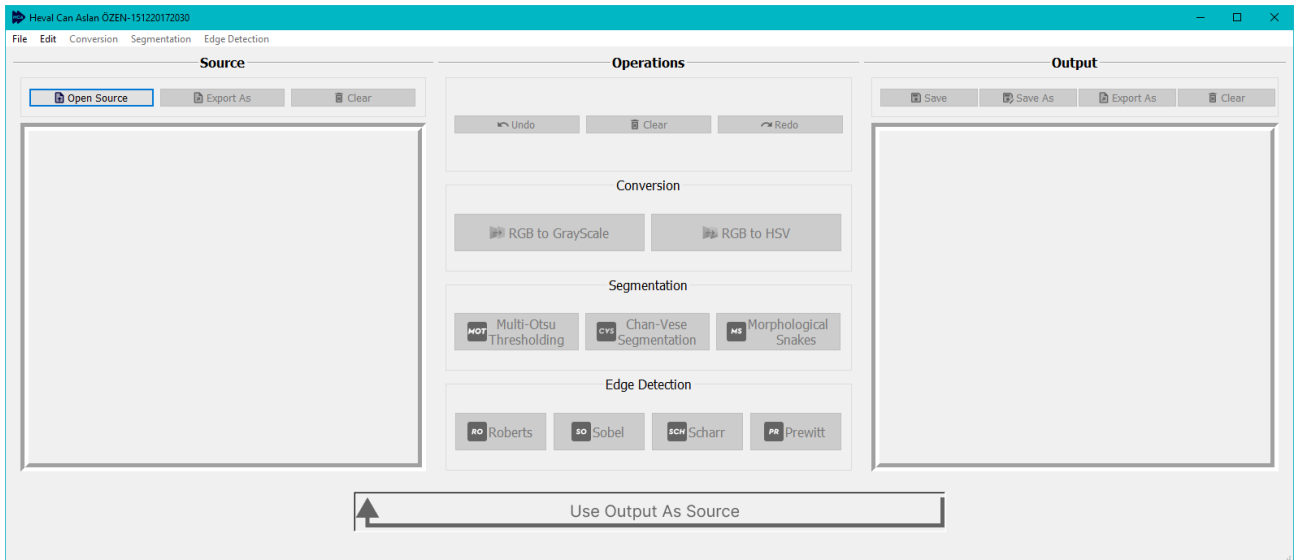 Heval Can Aslan ÖZEN-151220172030
File Edit Conversion Segmentation Edge Detection
Source
Open Source Export As Clear
Operations
Undo Clear Redo
Conversion
RGB to GrayScale RGB to HSV
Segmentation
MOT Multi-Otsu
Thresholding
CVS Chan-Vese
Segmentation
MS Morphological
Snakes
Edge Detection
RO Roberts SO Sobel SCH Scharr PR Prewitt
Output
Save Save As Export As Clear
Use Output As Source